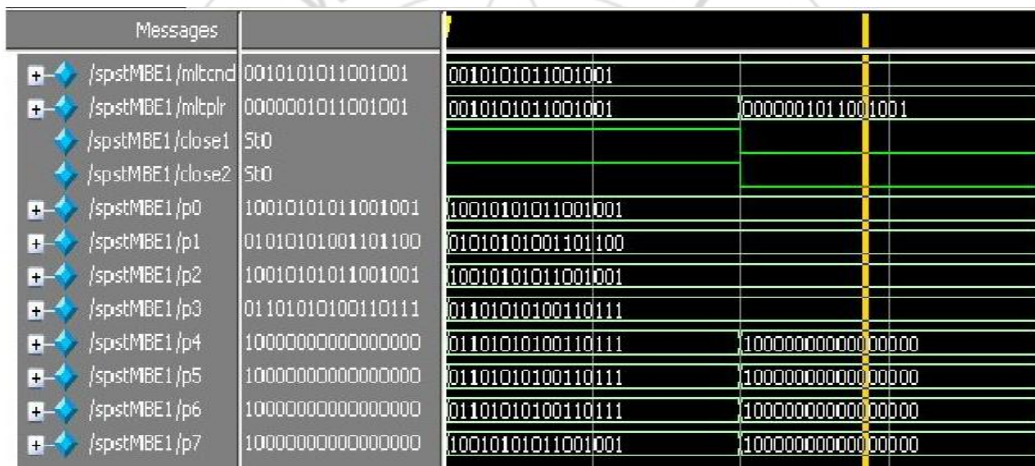 Messages
/spstMBE1/mltcnd 0010101011001001 0010101011001001
/spstMBE1/mltplr 0000001011001001 0010101011001001 0000001011001001
/spstMBE1/close1 St0
/spstMBE1/close2 St0
/spstMBE1/p0 10010101011001001 10010101011001001
/spstMBE1/p1 01010101001101100 01010101001101100
/spstMBE1/p2 10010101011001001 10010101011001001
/spstMBE1/p3 01101010100110111 01101010100110111
/spstMBE1/p4 10000000000000000 01101010100110111 10000000000000000
/spstMBE1/p5 10000000000000000 01101010100110111 10000000000000000
/spstMBE1/p6 10000000000000000 01101010100110111 10000000000000000
/spstMBE1/p7 10000000000000000 10010101011001001 10000000000000000